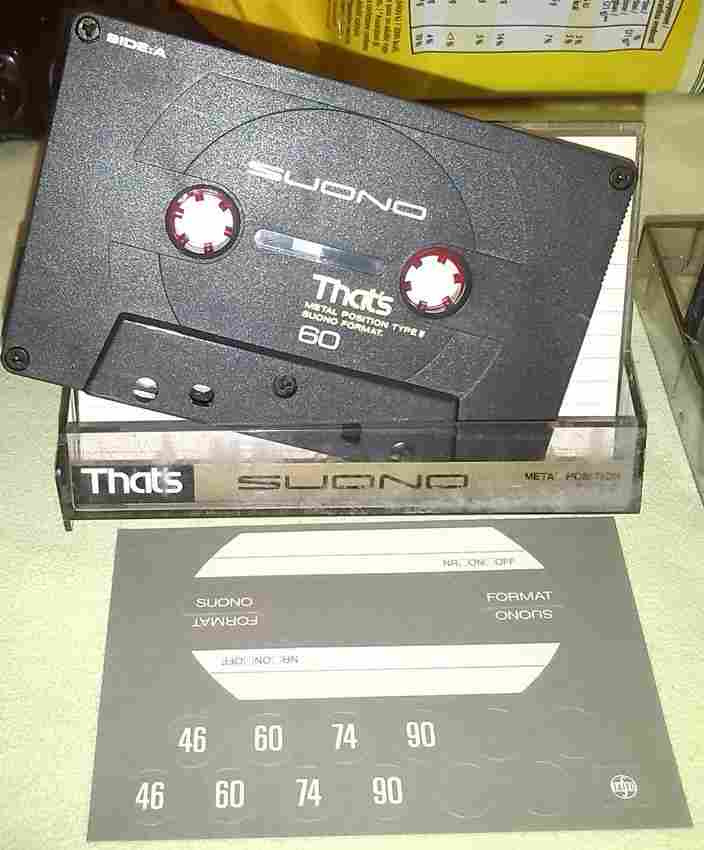 SIDE:A
SUONO
That's
METAL POSITION TYPE IV
SUONO FORMAT.
60
That's SUONO METAL POSITION
NR.:ON□OFF□
SUONO FORMAT
FORMAT SUONO
NR.:ON□OFF□
46 60 74 90
46 60 74 90